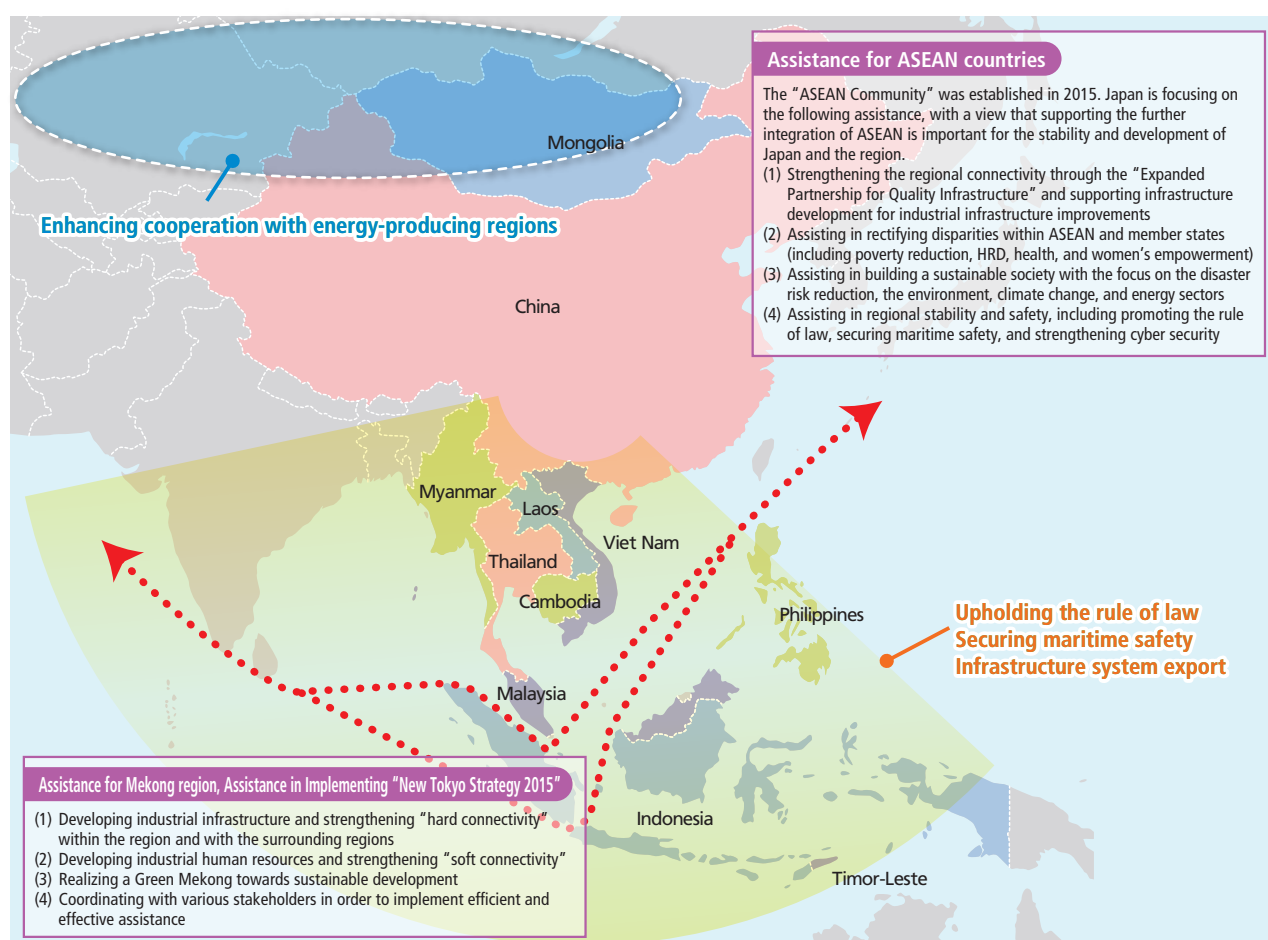 Assistance for ASEAN countries
The “ASEAN Community” was established in 2015. Japan is focusing on
the following assistance, with a view that supporting the further
integration of ASEAN is important for the stability and development of
Japan and the region.
(1) Strengthening the regional connectivity through the “Expanded
Partnership for Quality Infrastructure” and supporting infrastructure
development for industrial infrastructure improvements
(2) Assisting in rectifying disparities within ASEAN and member states
(including poverty reduction, HRD, health, and women’s empowerment)
(3) Assisting in building a sustainable society with the focus on the disaster
risk reduction, the environment, climate change, and energy sectors
(4) Assisting in regional stability and safety, including promoting the rule
of law, securing maritime safety, and strengthening cyber security
Mongolia
Enhancing cooperation with energy-producing regions
China
Myanmar
Laos
Viet Nam
Thailand
Cambodia
Philippines
Upholding the rule of law
Securing maritime safety
Infrastructure system export
Malaysia
Indonesia
Timor-Leste
Assistance for Mekong region, Assistance in Implementing “New Tokyo Strategy 2015”
(1) Developing industrial infrastructure and strengthening “hard connectivity”
within the region and with the surrounding regions
(2) Developing industrial human resources and strengthening “soft connectivity”
(3) Realizing a Green Mekong towards sustainable development
(4) Coordinating with various stakeholders in order to implement efficient and
effective assistance